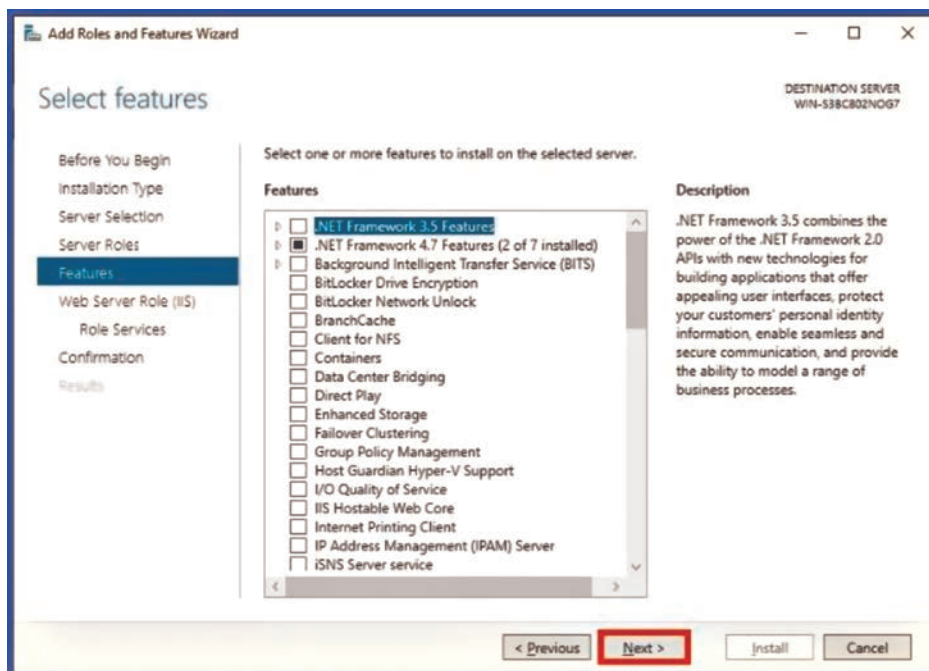 Add Roles and Features Wizard
Select features
DESTINATION SERVER
WIN-S3BC802NOG7
Before You Begin
Installation Type
Server Selection
Server Roles
Features
Web Server Role (IIS)
Role Services
Confirmation
Results
Select one or more features to install on the selected server.
Features
.NET Framework 3.5 Features
.NET Framework 4.7 Features (2 of 7 installed)
Background Intelligent Transfer Service (BITS)
BitLocker Drive Encryption
BitLocker Network Unlock
BranchCache
Client for NFS
Containers
Data Center Bridging
Direct Play
Enhanced Storage
Failover Clustering
Group Policy Management
Host Guardian Hyper-V Support
I/O Quality of Service
IIS Hostable Web Core
Internet Printing Client
IP Address Management (IPAM) Server
iSNS Server service
Description
.NET Framework 3.5 combines the
power of the .NET Framework 2.0
APIs with new technologies for
building applications that offer
appealing user interfaces, protect
your customers' personal identity
information, enable seamless and
secure communication, and provide
the ability to model a range of
business processes.
< Previous
Next >
Install
Cancel